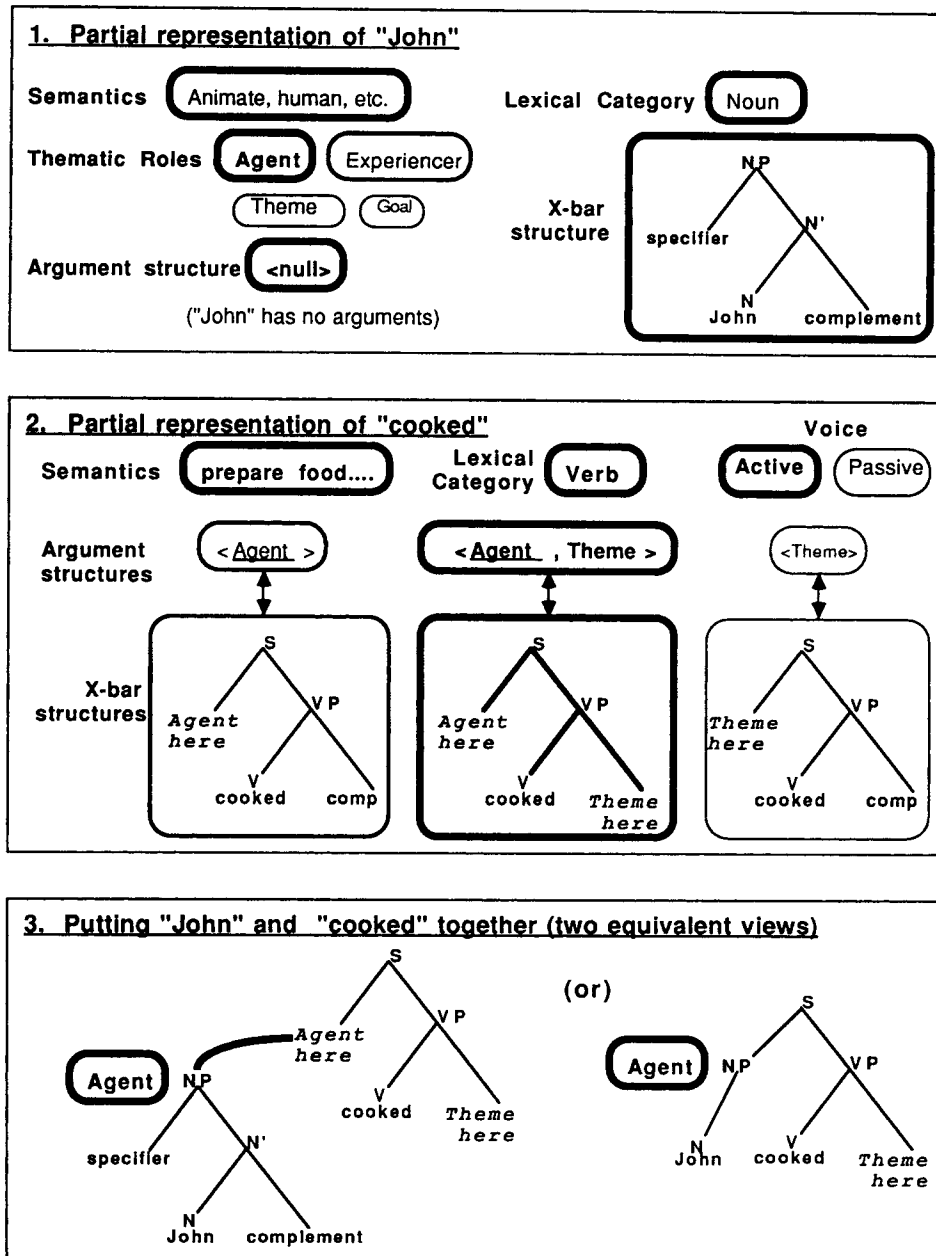 1. Partial representation of "John"
Semantics Animate, human, etc. Lexical Category Noun
Thematic Roles Agent Experiencer
Theme Goal
Argument structure <null>
("John" has no arguments)
X-bar
structure
NP
specifier N'
N
John complement
2. Partial representation of "cooked"
Semantics prepare food.... Lexical
Category Verb
Voice
Active Passive
Argument
structures
< Agent > < Agent , Theme > <Theme>
X-bar
structures
S
VP
Agent
here
V
cooked comp
S
VP
Agent
here
V
cooked Theme
here
S
VP
Theme
here
V
cooked comp
3. Putting "John" and "cooked" together (two equivalent views)
S
Agent
here
VP
V
cooked Theme
here
Agent NP
specifier N'
N
John complement
(or)
S
Agent NP VP
N
John
V
cooked Theme
here